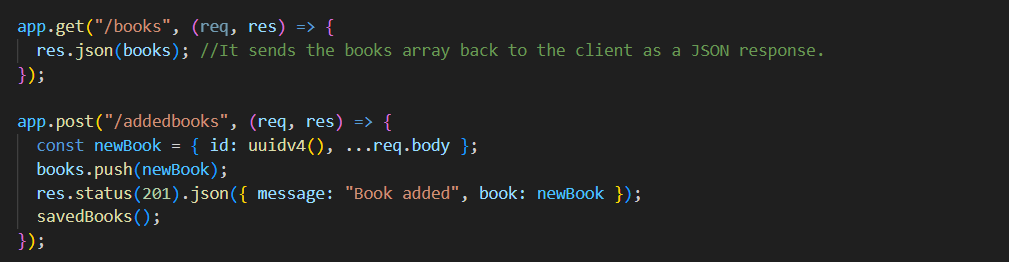 app.get("/books", (req, res) => {
  res.json(books); //It sends the books array back to the client as a JSON response.
});

app.post("/addedbooks", (req, res) => {
  const newBook = { id: uuidv4(), ...req.body };
  books.push(newBook);
  res.status(201).json({ message: "Book added", book: newBook });
  savedBooks();
});